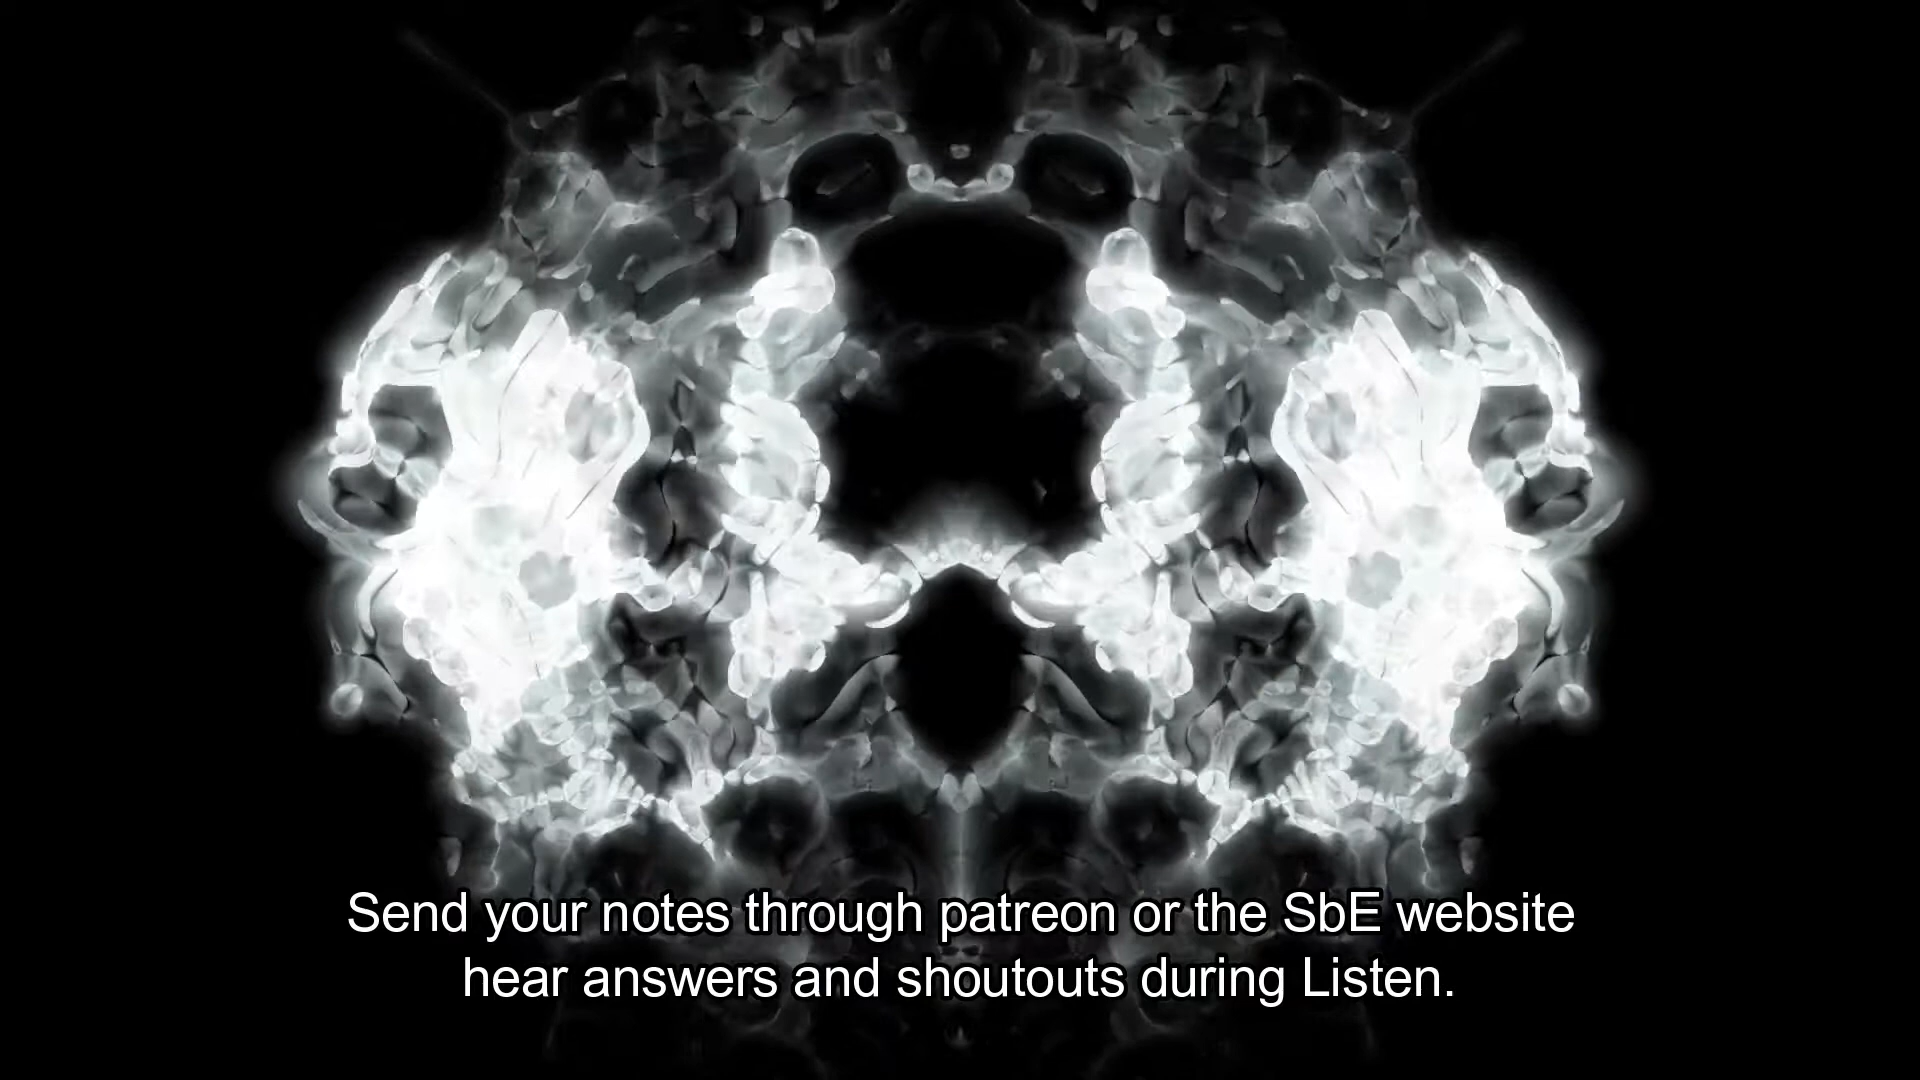 Send your notes through patreon or the SbE website
hear answers and shoutouts during Listen.